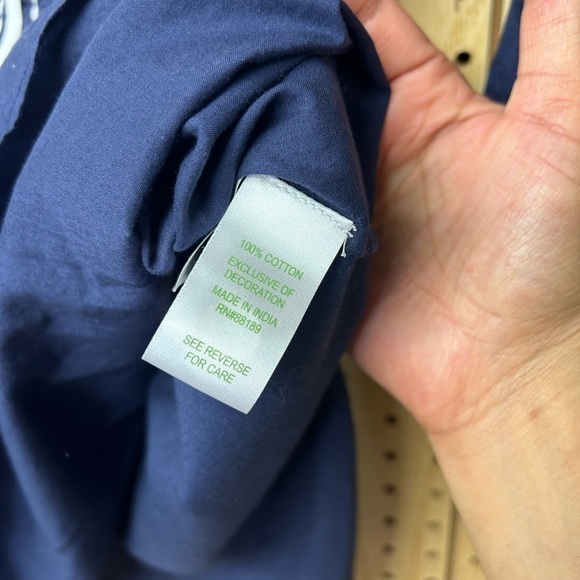 100% COTTON
EXCLUSIVE OF
DECORATION
MADE IN INDIA
RN#88189
SEE REVERSE
FOR CARE